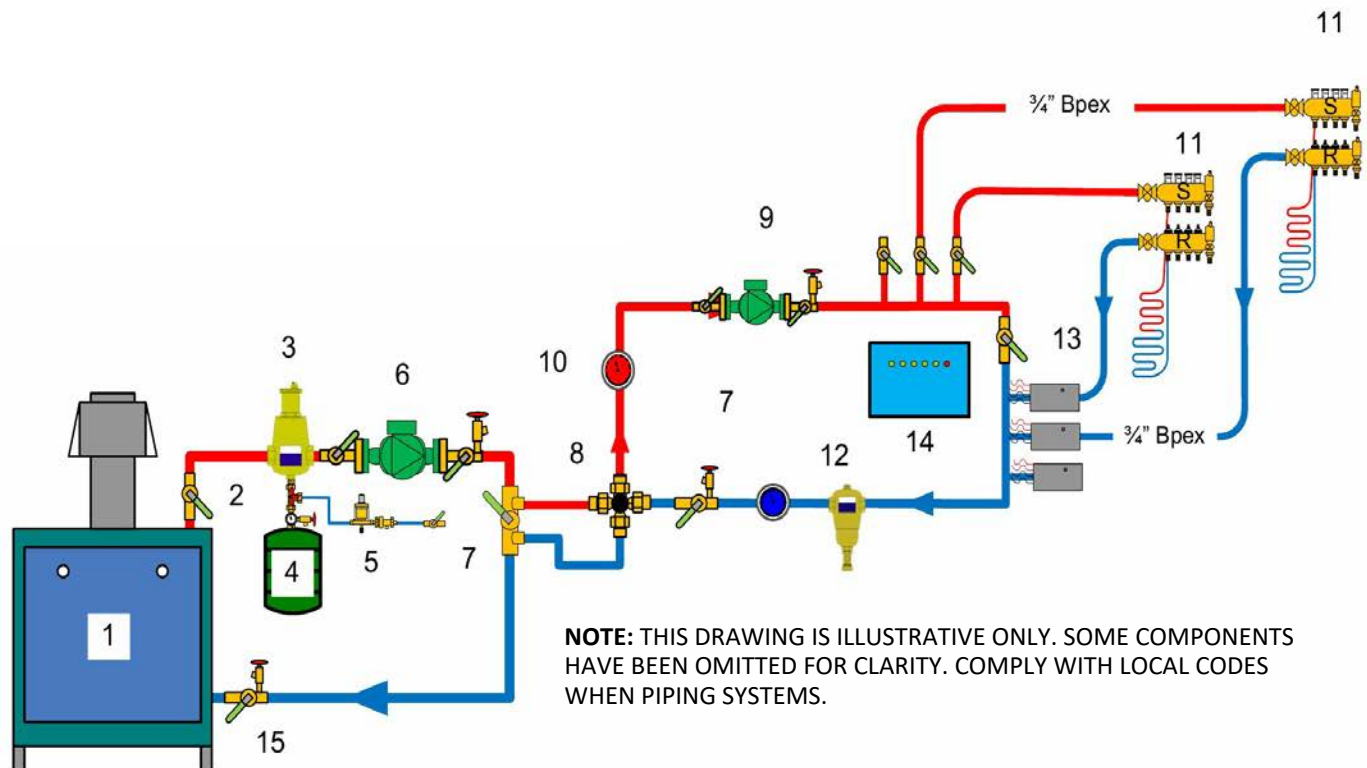 11
¾” Bpex
S
11
R
S
9
R
3
10
13
6
7
14
¾” Bpex
8
12
2
4
5
7
1
NOTE: THIS DRAWING IS ILLUSTRATIVE ONLY. SOME COMPONENTS
HAVE BEEN OMITTED FOR CLARITY. COMPLY WITH LOCAL CODES
WHEN PIPING SYSTEMS.
15